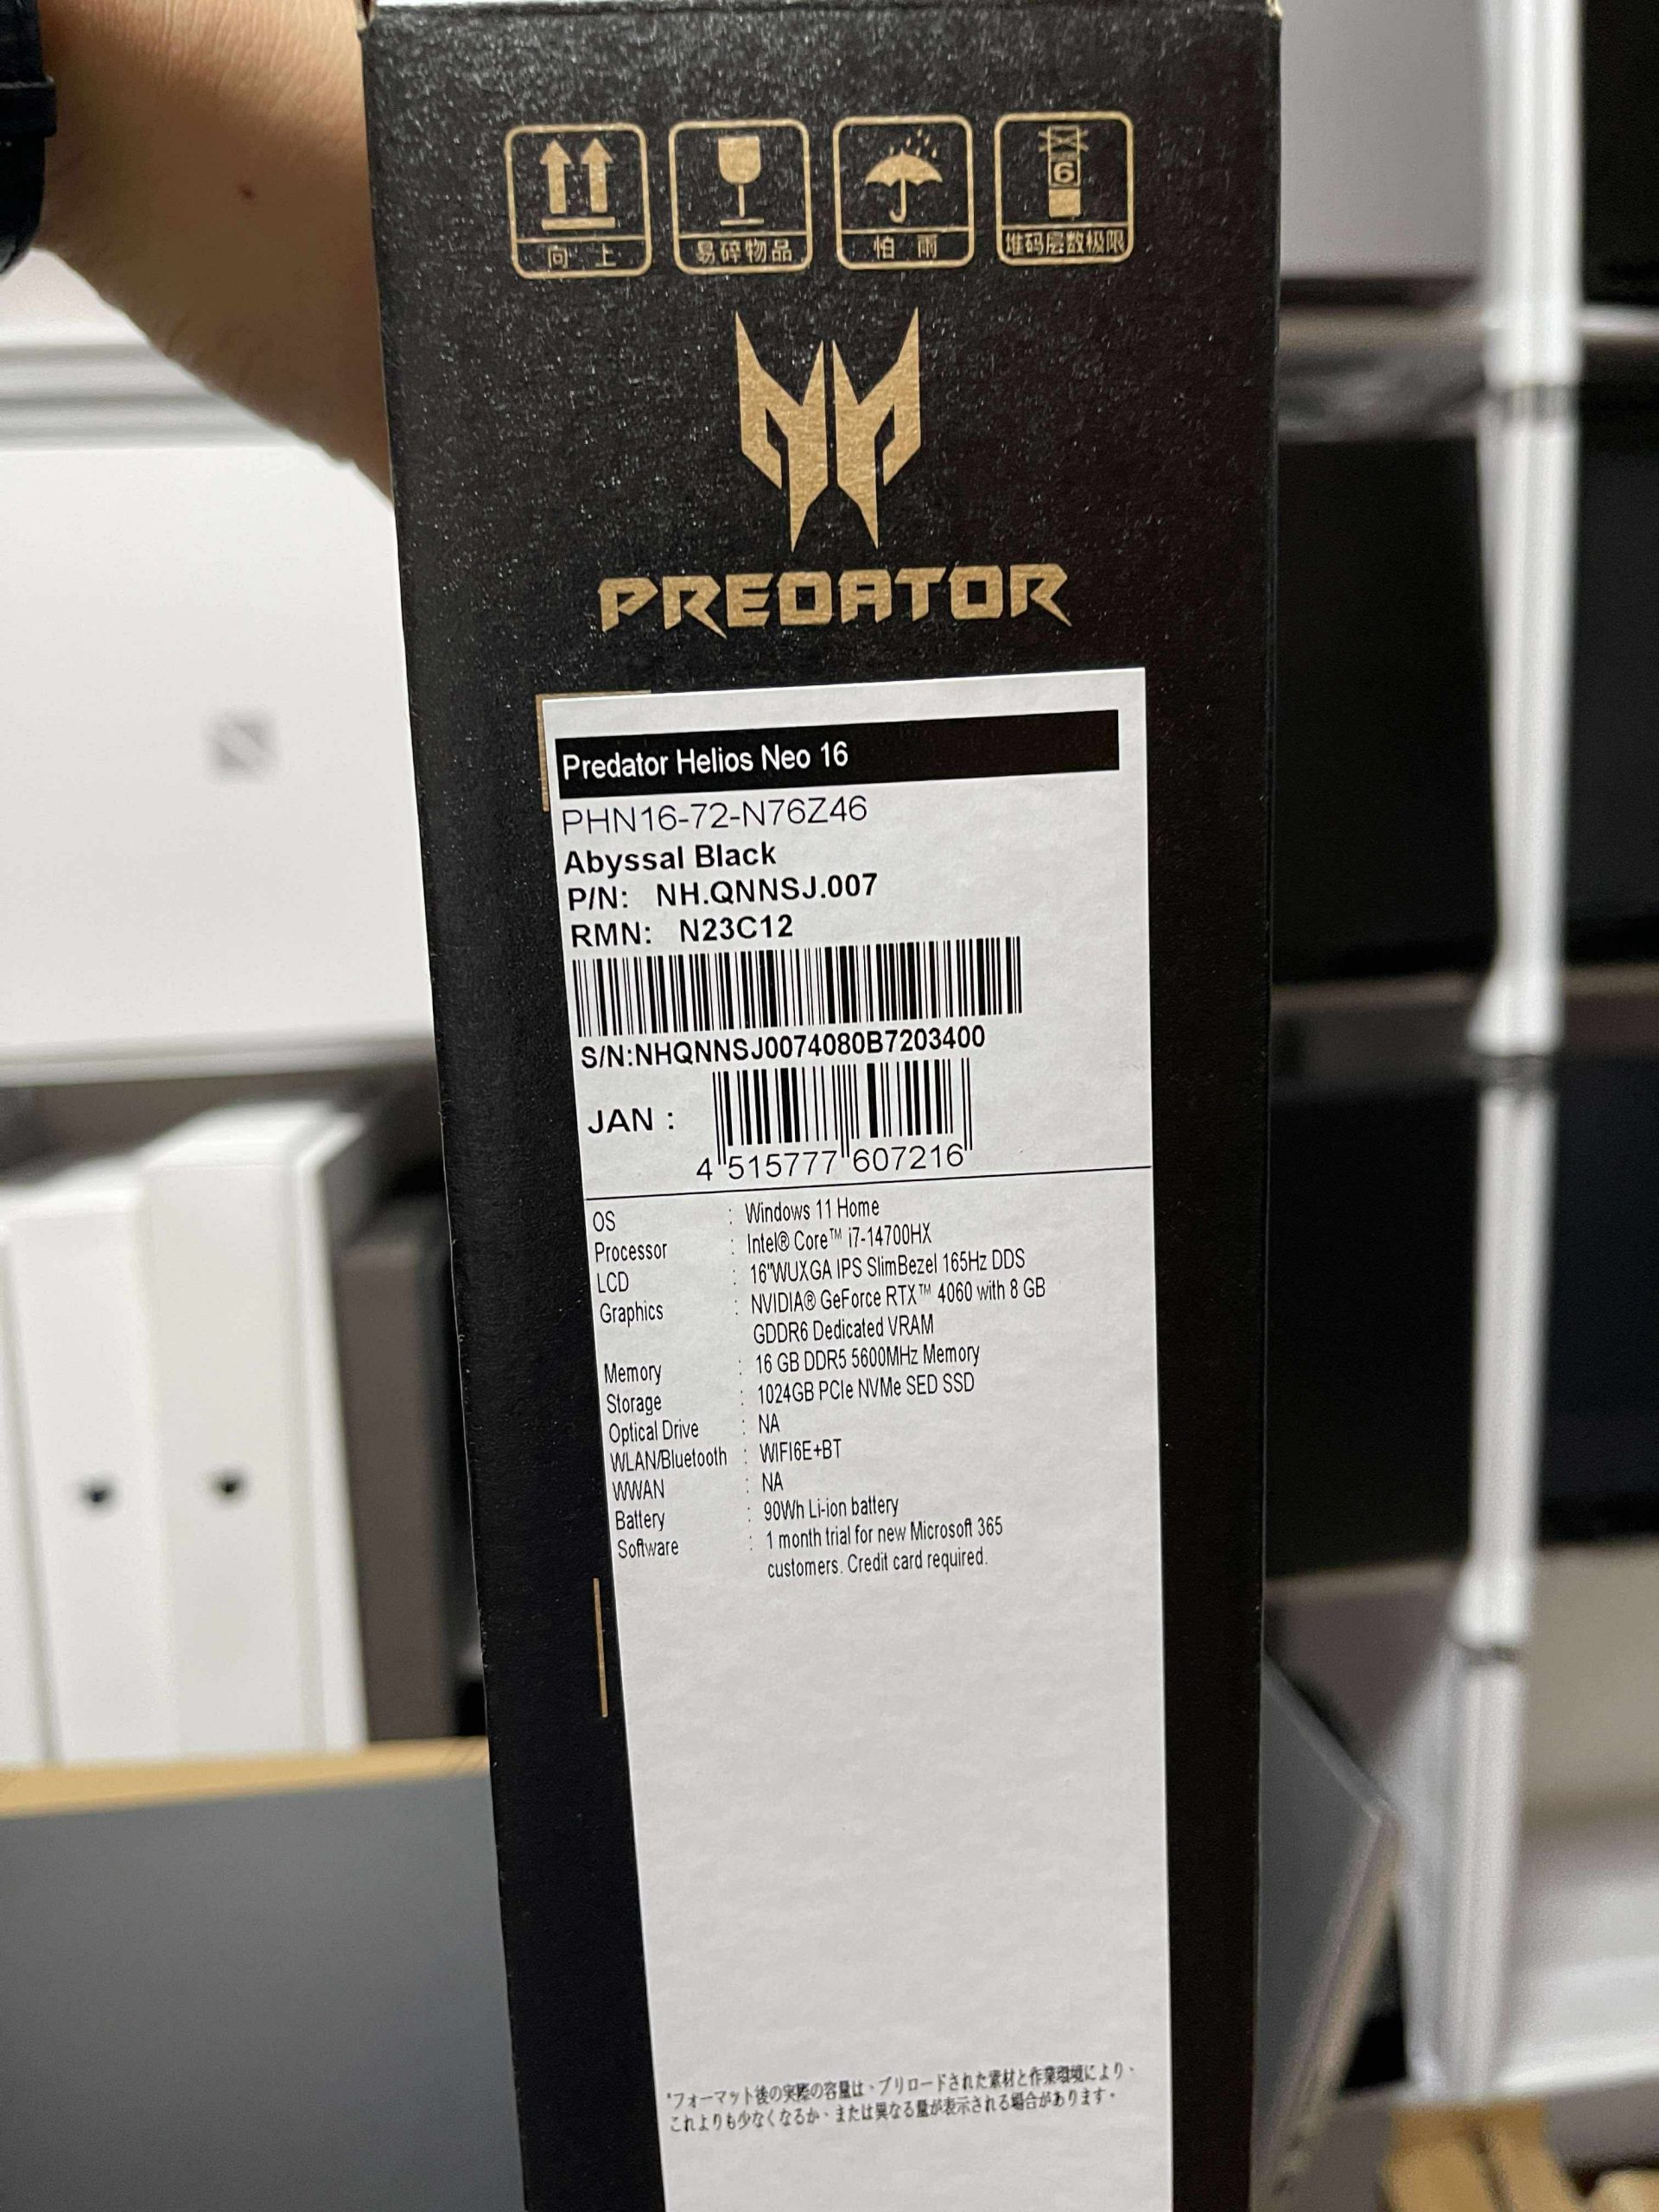 向上
易碎物品
怕雨
6
堆码层数极限
PREDATOR
Predator Helios Neo 16
PHN16-72-N76Z46
Abyssal Black
P/N: NH.QNNSJ.007
RMN: N23C12
S/N:NHQNNSJ0074080B7203400
JAN :
4 515777 607216
OS : Windows 11 Home
Processor : Intel® Core™ i7-14700HX
LCD : 16"WUXGA IPS SlimBezel 165Hz DDS
Graphics : NVIDIA® GeForce RTX™ 4060 with 8 GB
GDDR6 Dedicated VRAM
Memory : 16 GB DDR5 5600MHz Memory
Storage : 1024GB PCIe NVMe SED SSD
Optical Drive : NA
WLAN/Bluetooth : WIFI6E+BT
WWAN : NA
Battery : 90Wh Li-ion battery
Software : 1 month trial for new Microsoft 365
customers. Credit card required.
*フォーマット後の実際の容量は、プリロードされた素材と作業環境により、
これよりも少なくなるか、または異なる量が表示される場合があります。